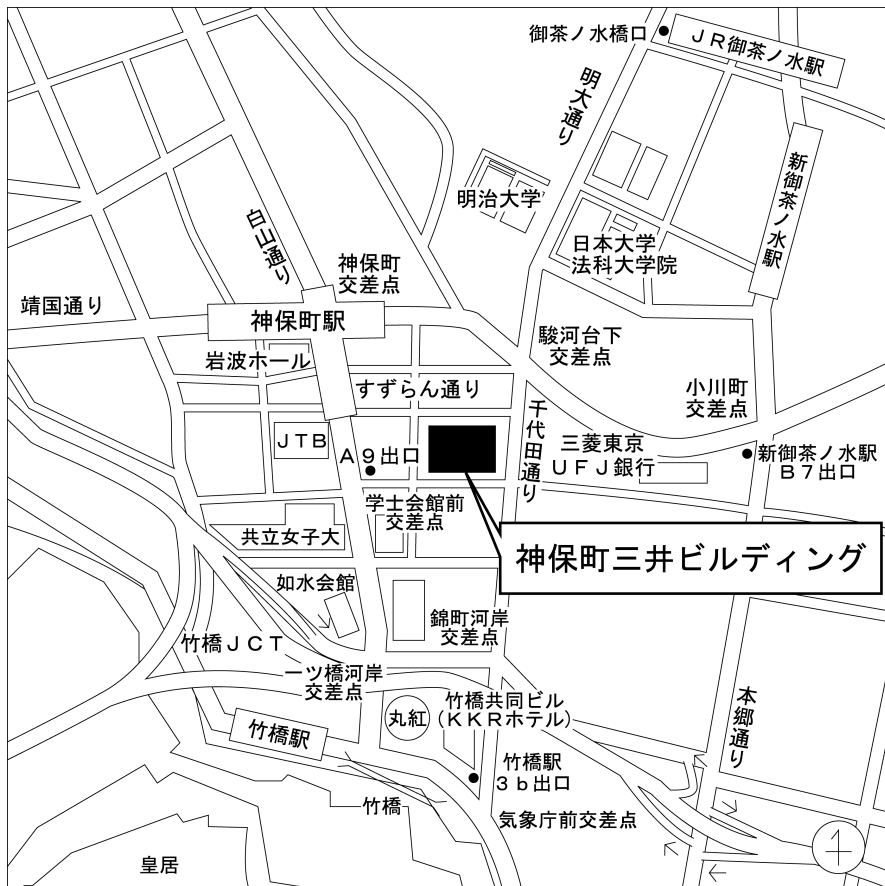 御茶ノ水橋口
ＪＲ御茶ノ水駅
明大通り
新御茶ノ水駅
明治大学
白山通り
日本大学
法科大学院
神保町
交差点
靖国通り
神保町駅
駿河台下
交差点
岩波ホール
すずらん通り
小川町
交差点
千代田通り
ＪＴＢ
Ａ９出口
三菱東京
ＵＦＪ銀行
新御茶ノ水駅
Ｂ７出口
学士会館前
交差点
共立女子大
神保町三井ビルディング
如水会館
錦町河岸
交差点
竹橋ＪＣＴ
一ツ橋河岸
交差点
本郷通り
竹橋共同ビル
(ＫＫＲホテル)
丸紅
竹橋駅
竹橋駅
３ｂ出口
竹橋
気象庁前交差点
皇居